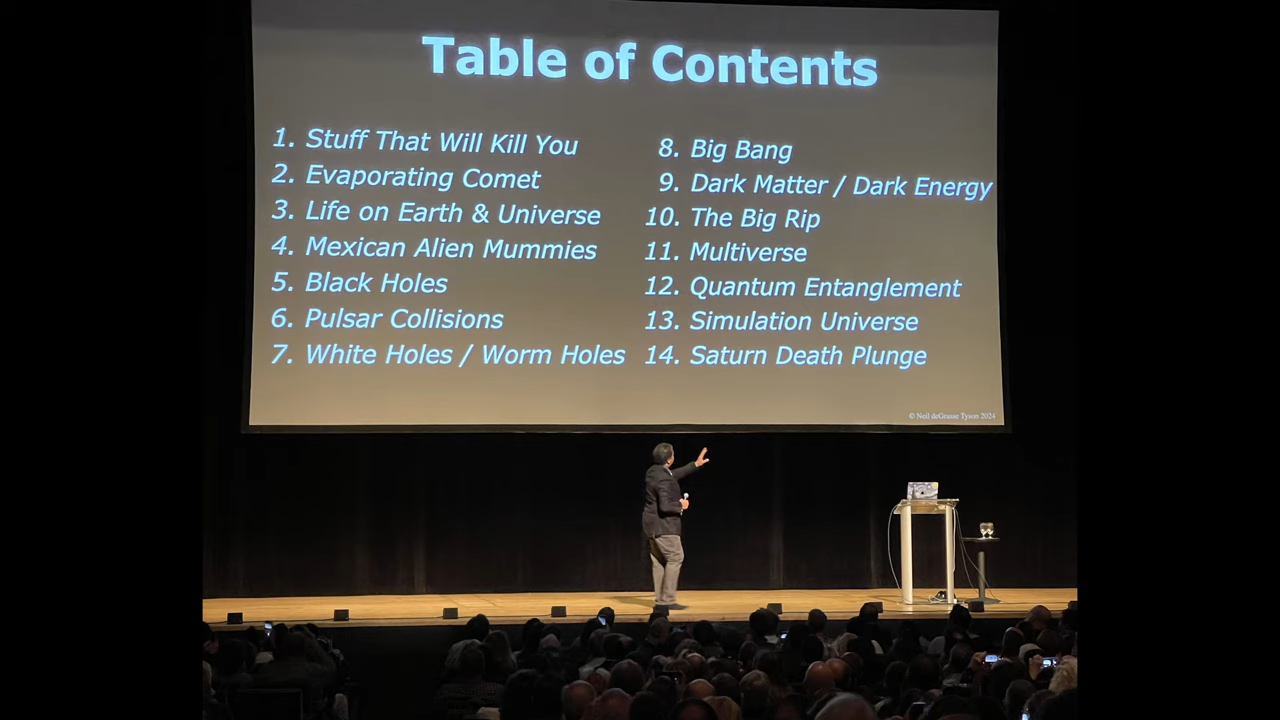 Table of Contents
1. Stuff That Will Kill You
2. Evaporating Comet
3. Life on Earth & Universe
4. Mexican Alien Mummies
5. Black Holes
6. Pulsar Collisions
7. White Holes / Worm Holes
8. Big Bang
9. Dark Matter / Dark Energy
10. The Big Rip
11. Multiverse
12. Quantum Entanglement
13. Simulation Universe
14. Saturn Death Plunge
© Neil deGrasse Tyson 2024